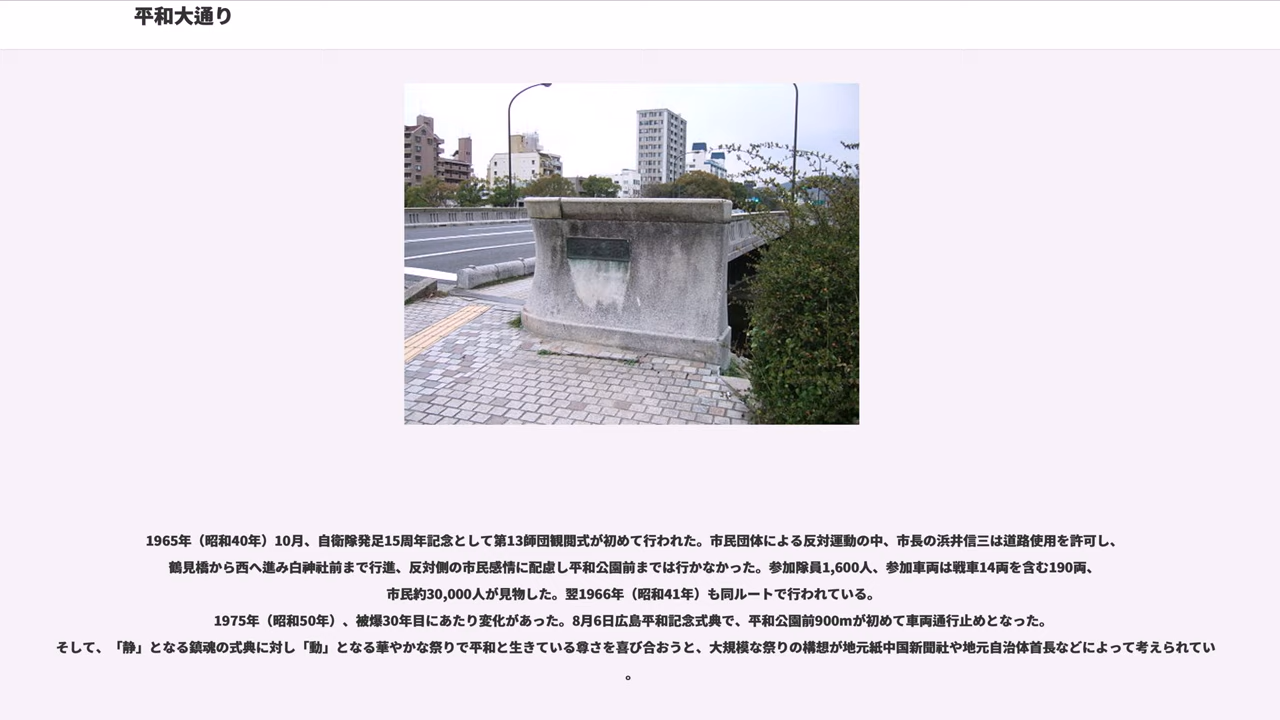 平和大通り
1965年（昭和40年）10月、自衛隊発足15周年記念として第13師団観閲式が初めて行われた。市民団体による反対運動の中、市長の浜井信三は道路使用を許可し、
鶴見橋から西へ進み白神社前まで行進、反対側の市民感情に配慮し平和公園前までは行かなかった。参加隊員1,600人、参加車両は戦車14両を含む190両、
市民約30,000人が見物した。翌1966年（昭和41年）も同ルートで行われている。
1975年（昭和50年）、被爆30年目にあたり変化があった。8月6日広島平和記念式典で、平和公園前900mが初めて車両通行止めとなった。
そして、「静」となる鎮魂の式典に対し「動」となる華やかな祭りで平和と生きている尊さを喜び合おうと、大規模な祭りの構想が地元紙中国新聞社や地元自治体首長などによって考えられてい
。